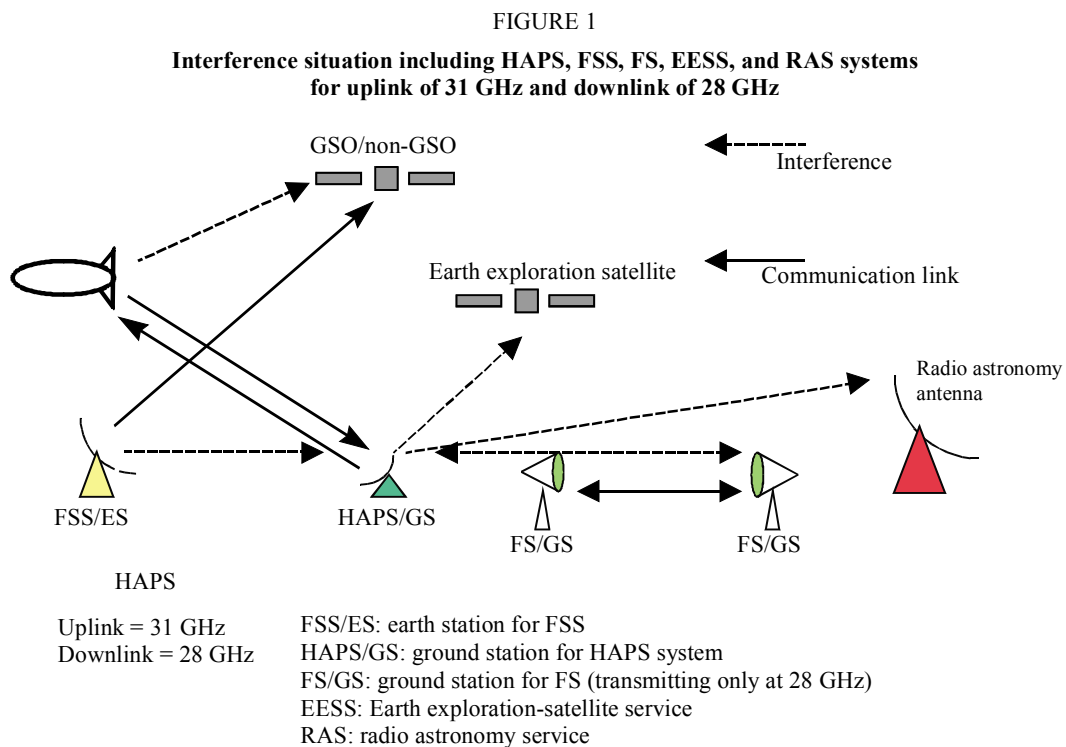 FIGURE 1
Interference situation including HAPS, FSS, FS, EESS, and RAS systems
for uplink of 31 GHz and downlink of 28 GHz
GSO/non-GSO
Interference
Earth exploration satellite
Communication link
Radio astronomy
antenna
FSS/ES
HAPS/GS
FS/GS
FS/GS
HAPS
Uplink = 31 GHz
Downlink = 28 GHz
FSS/ES: earth station for FSS
HAPS/GS: ground station for HAPS system
FS/GS: ground station for FS (transmitting only at 28 GHz)
EESS: Earth exploration-satellite service
RAS: radio astronomy service